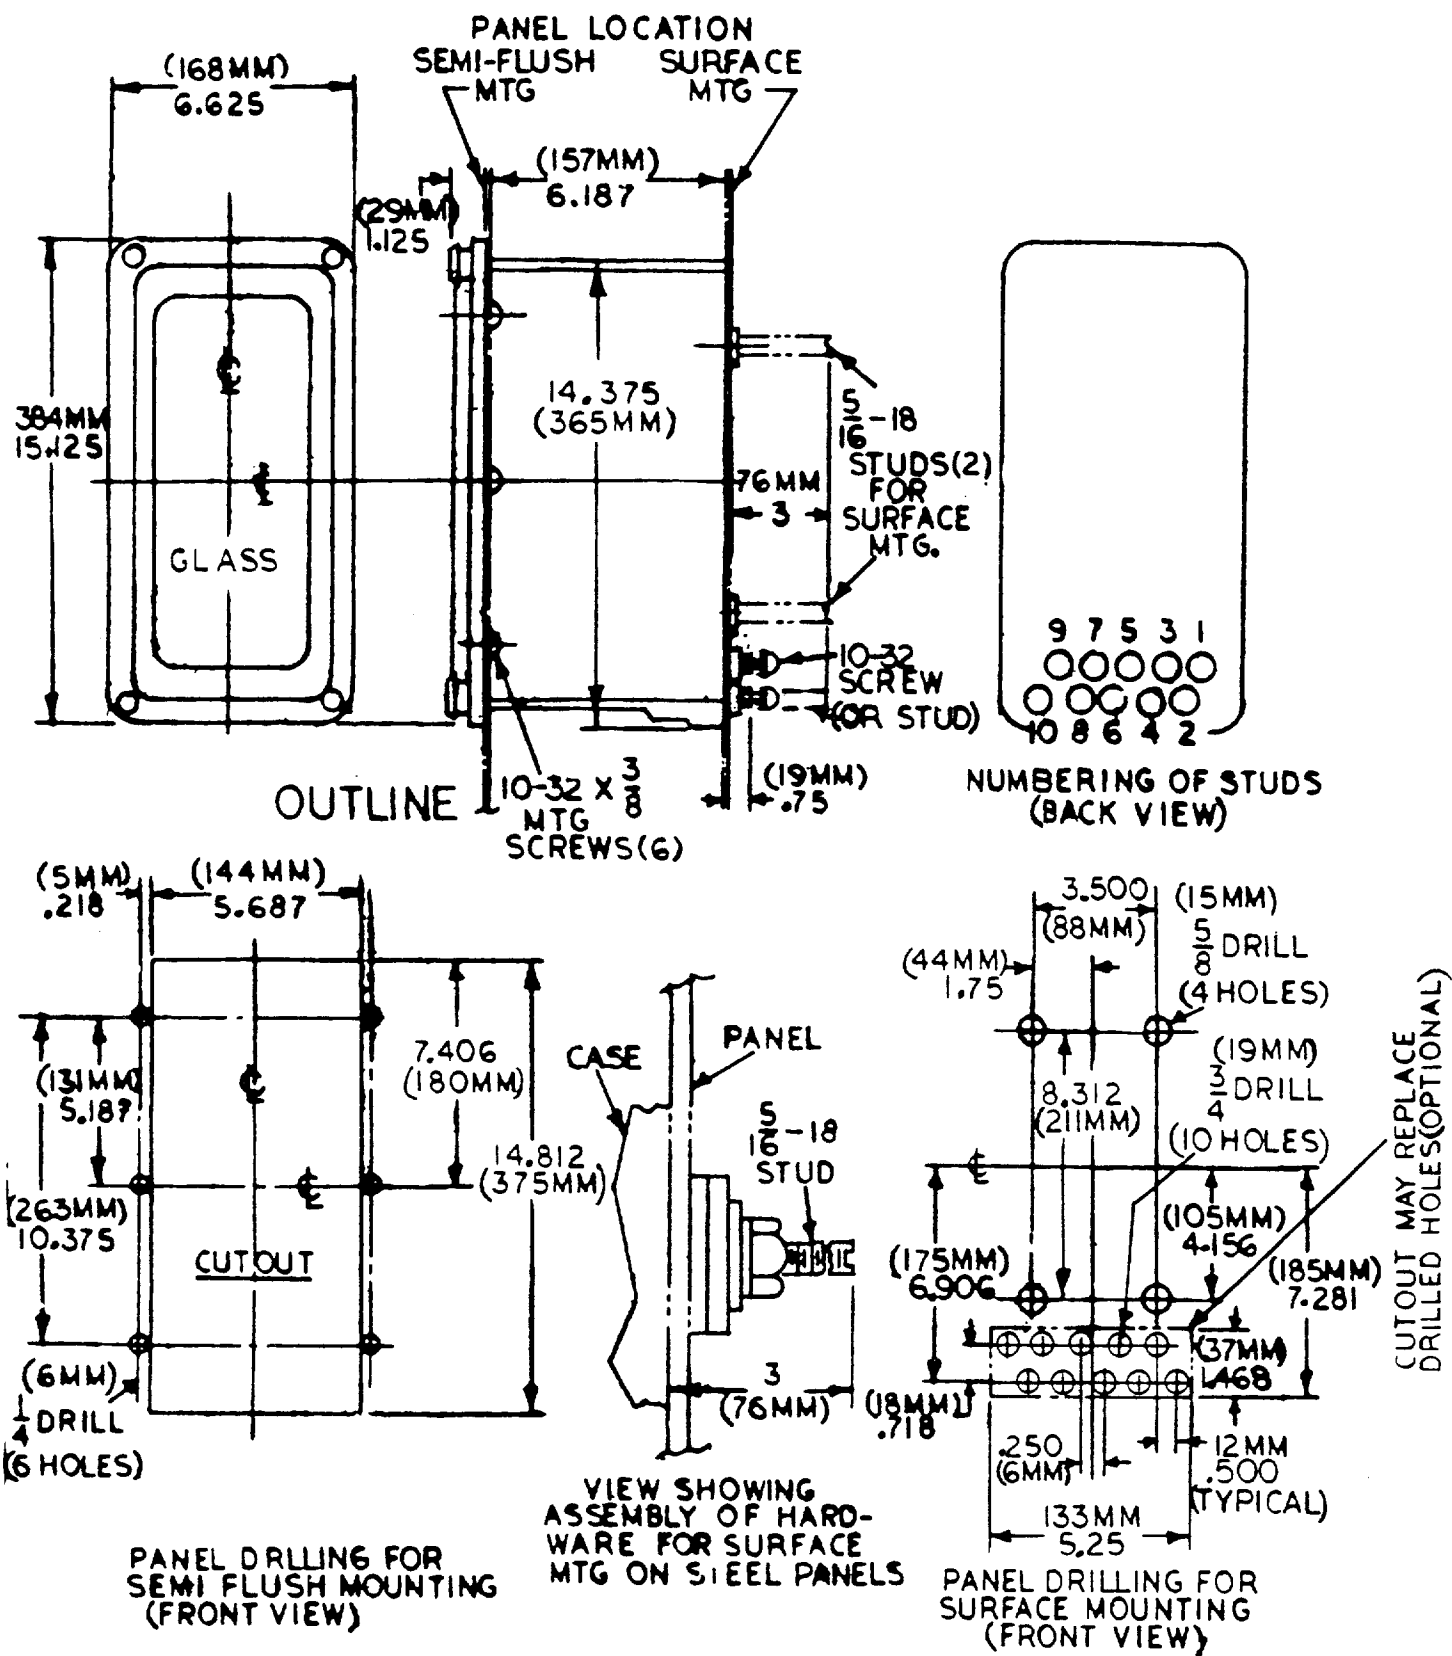 PANEL LOCATION
SEMI-FLUSH
MTG
SURFACE
MTG
(168MM)
6.625
(157MM)
6.187
(29MM)
1.125
384MM
15.125
GLASS
14.375
(365MM)
5/16-18
STUDS(2)
FOR
SURFACE
MTG.
76MM
3
10-32
SCREW
(OR STUD)
(19MM)
.75
10-32 X 3/8
MTG
SCREWS(6)
OUTLINE
9 7 5 3 1
10 8 6 4 2
NUMBERING OF STUDS
(BACK VIEW)
(5MM)
.218
(144MM)
5.687
(131MM)
5.187
(263MM)
10.375
7.406
(180MM)
14.812
(375MM)
CUTOUT
(6MM)
1/4 DRILL
(6 HOLES)
PANEL DRLLING FOR
SEMI FLUSH MOUNTING
(FRONT VIEW)
CASE
PANEL
5/16-18
STUD
3
(76MM)
VIEW SHOWING
ASSEMBLY OF HARD-
WARE FOR SURFACE
MTG ON STEEL PANELS
3.500
(88MM)
(15MM)
5/8 DRILL
(4 HOLES)
(44MM)
1.75
8.312
(211MM)
(19MM)
3/4 DRILL
(10 HOLES)
CUTOUT MAY REPLACE
DRILLED HOLES(OPTIONAL)
(105MM)
4.156
(175MM)
6.906
(185MM)
7.281
(37MM)
1.468
(18MM)
.718
.250
(6MM)
12MM
.500
(TYPICAL)
133MM
5.25
PANEL DRILLING FOR
SURFACE MOUNTING
(FRONT VIEW)